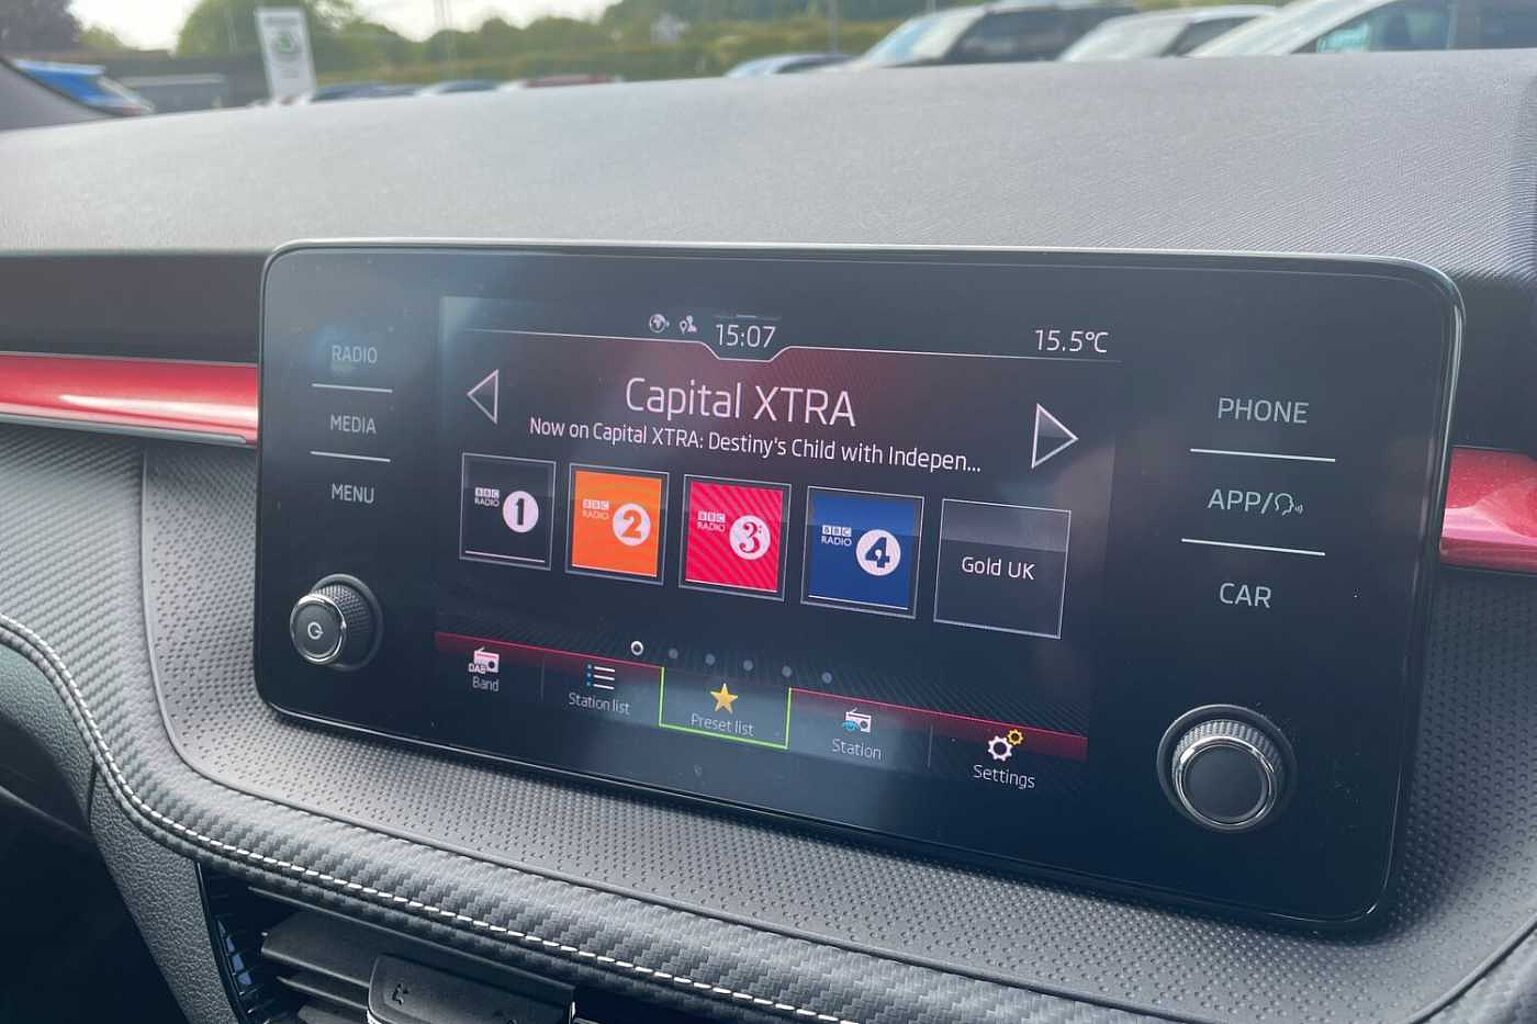 15:07
15.5°C
RADIO
MEDIA
MENU
Capital XTRA
Now on Capital XTRA: Destiny's Child with Indepen...
BBC
RADIO
1
BBC
RADIO
2
BBC
RADIO
3
BBC
RADIO
4
Gold UK
DAB
Band
Station list
Preset list
Station
Settings
PHONE
APP/
CAR